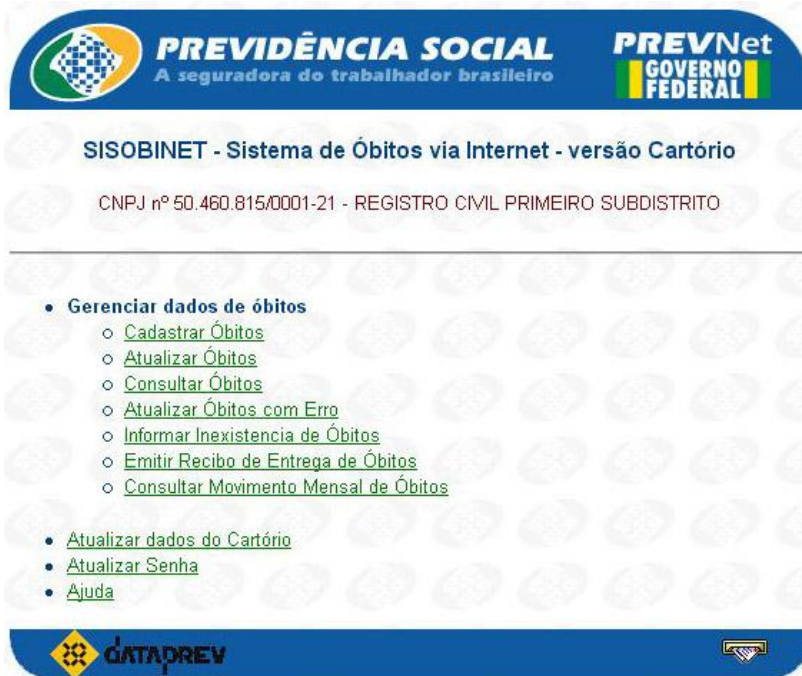 PREVIDÊNCIA SOCIAL
A seguradora do trabalhador brasileiro
PREVNet
GOVERNO
FEDERAL
SISOBINET - Sistema de Óbitos via Internet - versão Cartório
CNPJ nº 50.460.815/0001-21 - REGISTRO CIVIL PRIMEIRO SUBDISTRITO
Gerenciar dados de óbitos
Cadastrar Óbitos
Atualizar Óbitos
Consultar Óbitos
Atualizar Óbitos com Erro
Informar Inexistencia de Óbitos
Emitir Recibo de Entrega de Óbitos
Consultar Movimento Mensal de Óbitos
Atualizar dados do Cartório
Atualizar Senha
Ajuda
DATAPREV